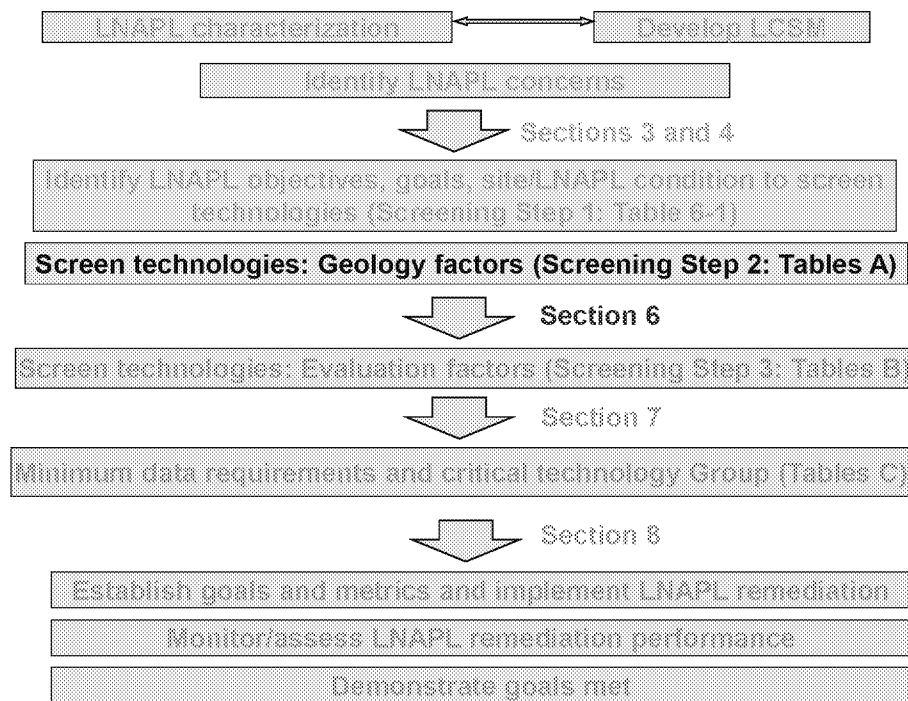 LNAPL characterization
Develop LCSM
Identify LNAPL concerns
Sections 3 and 4
Identify LNAPL objectives, goals, site/LNAPL condition to screen
technologies (Screening Step 1: Table 6-1)
Screen technologies: Geology factors (Screening Step 2: Tables A)
Section 6
Screen technologies: Evaluation factors (Screening Step 3: Tables B)
Section 7
Minimum data requirements and critical technology Group (Tables C)
Section 8
Establish goals and metrics and implement LNAPL remediation
Monitor/assess LNAPL remediation performance
Demonstrate goals met